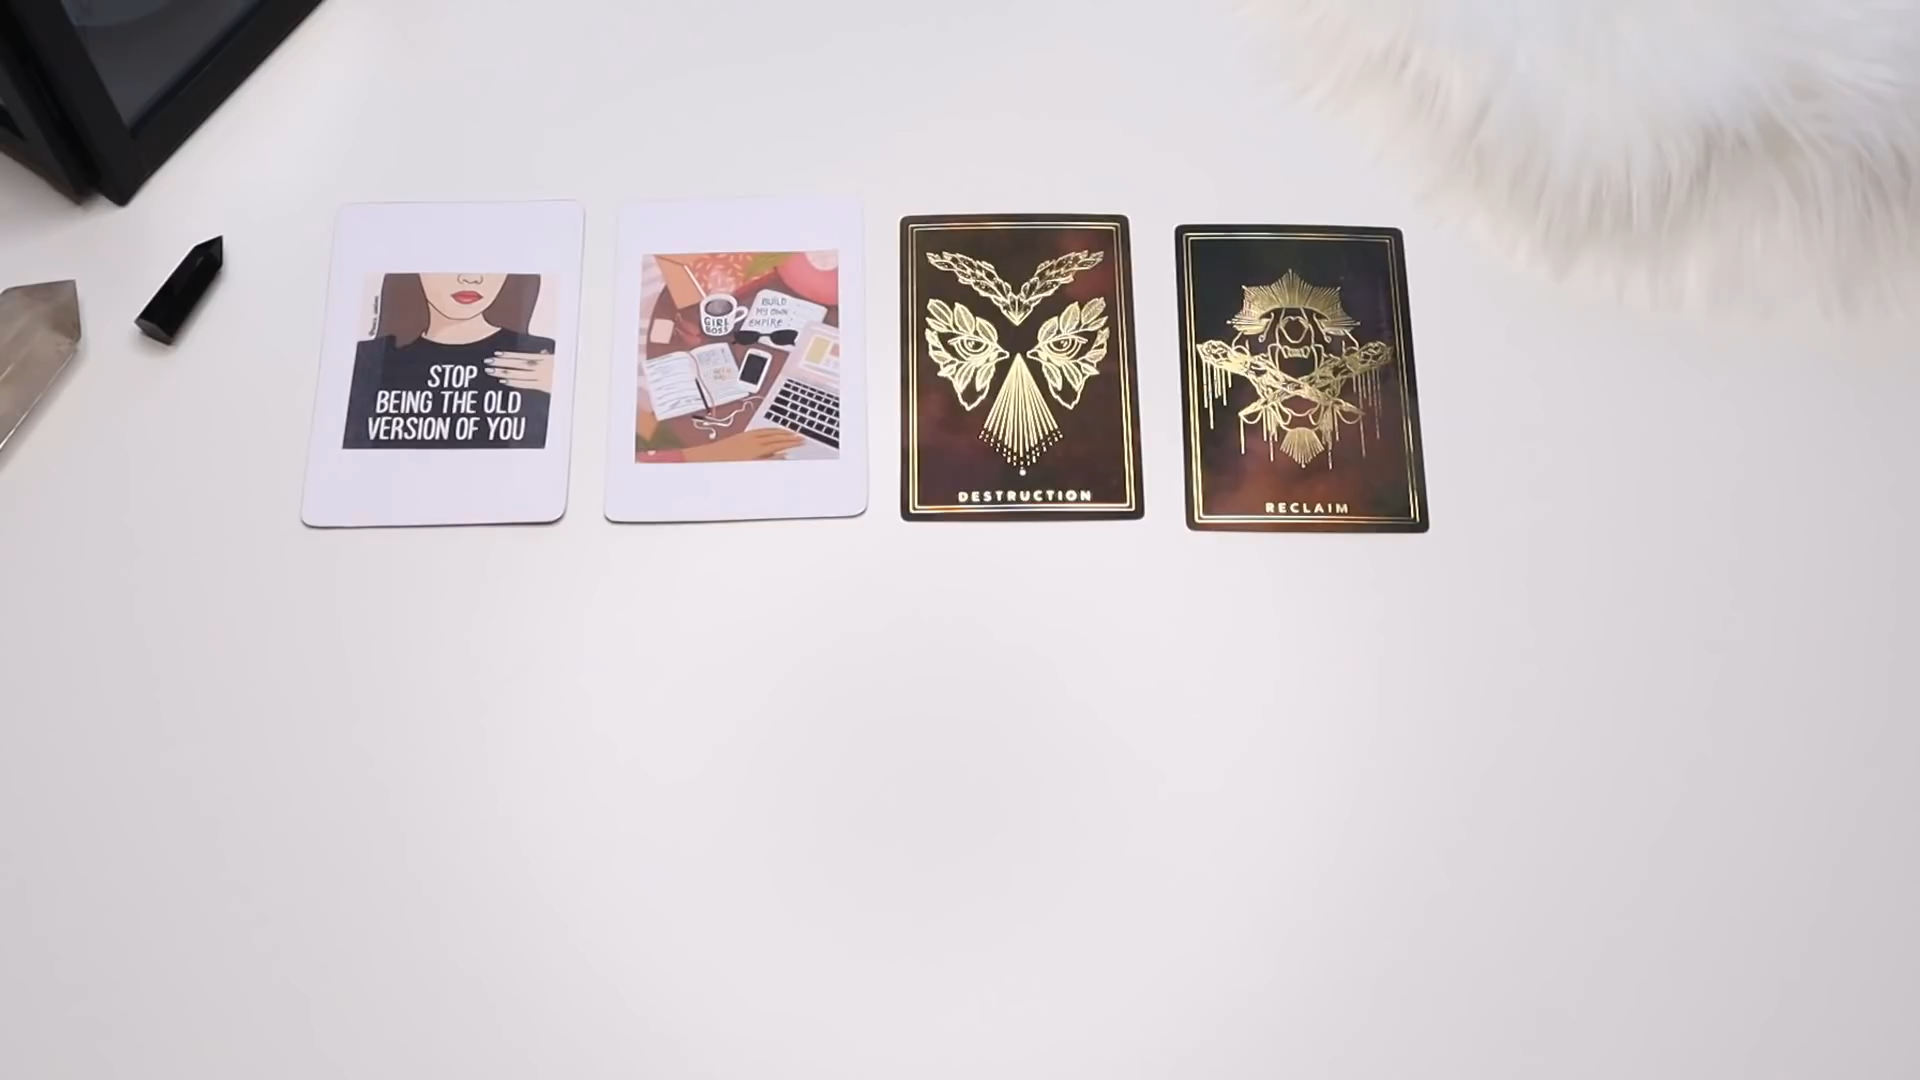 STOP
BEING THE OLD
VERSION OF YOU
GIRL
BOSS
BUILD
MY OWN
EMPIRE
DESTRUCTION
RECLAIM